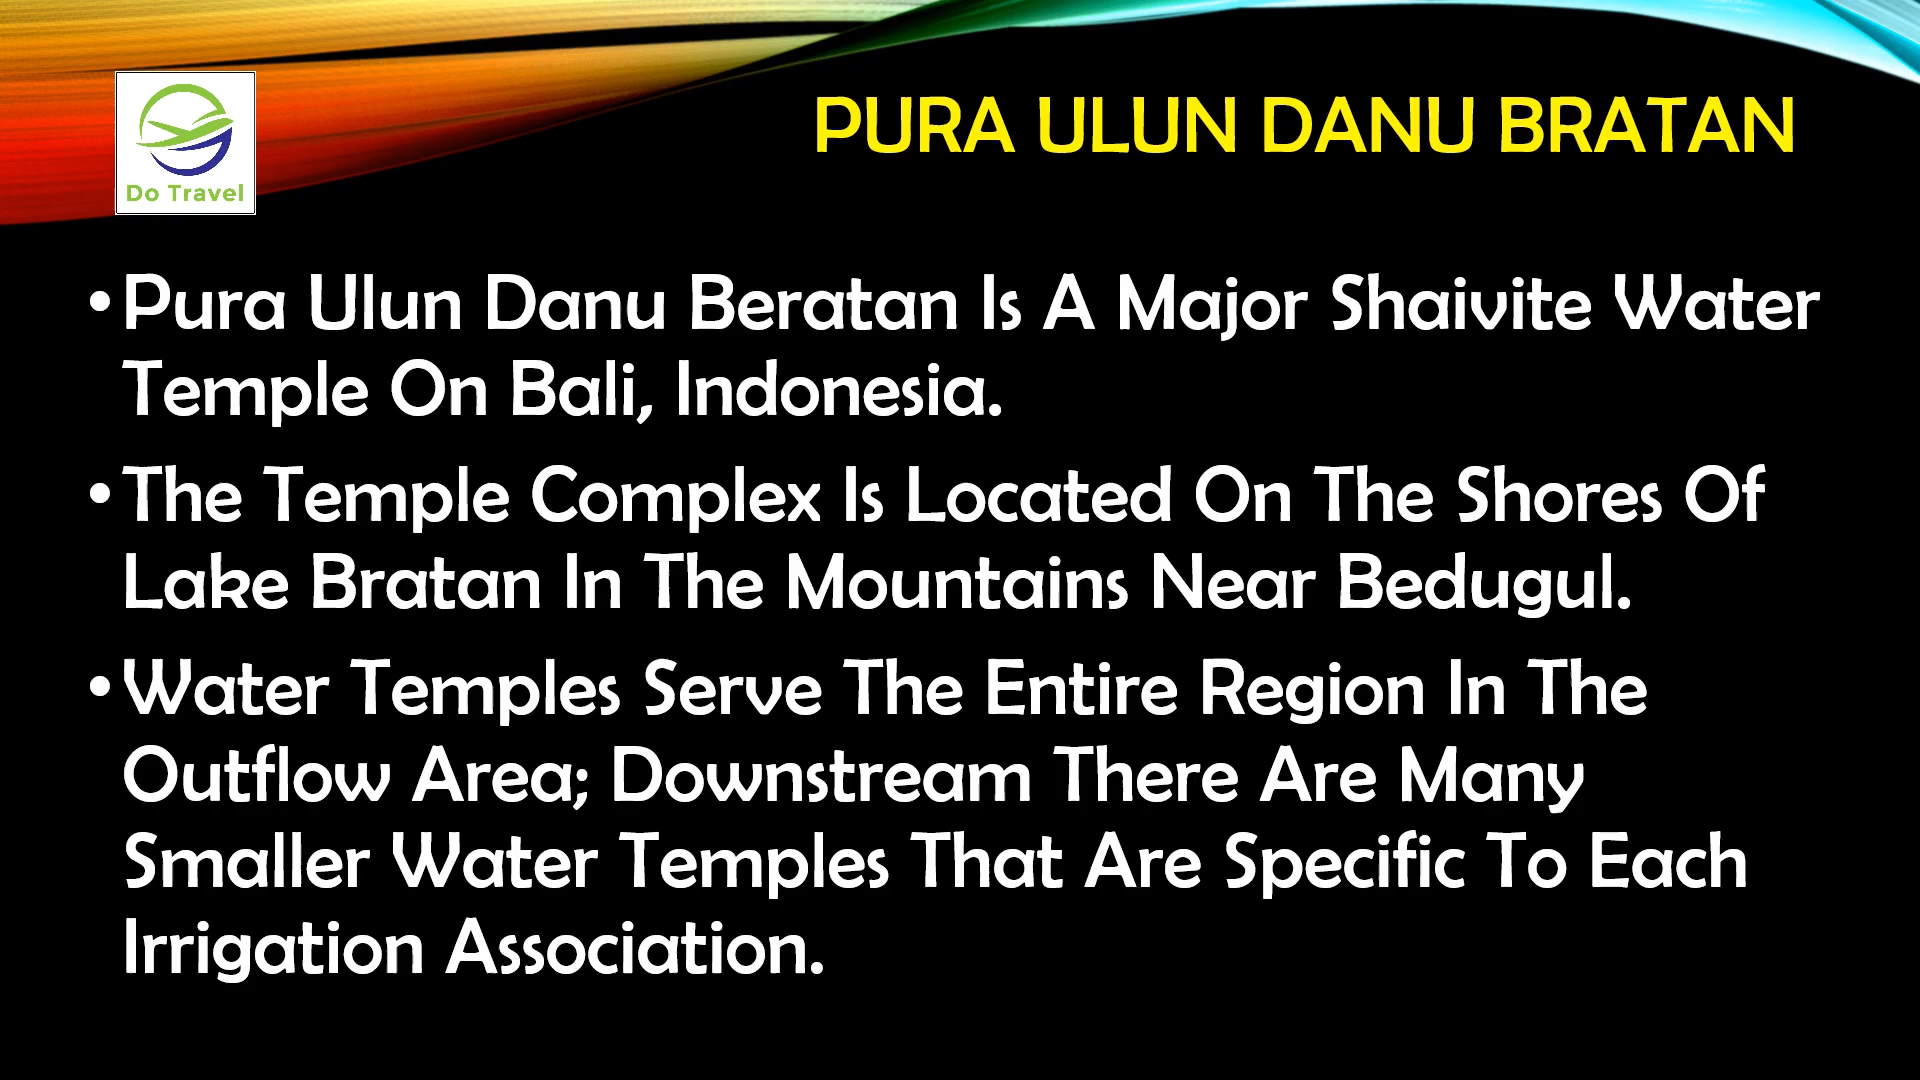 Do Travel
PURA ULUN DANU BRATAN
•Pura Ulun Danu Beratan Is A Major Shaivite Water
Temple On Bali, Indonesia.
•The Temple Complex Is Located On The Shores Of
Lake Bratan In The Mountains Near Bedugul.
•Water Temples Serve The Entire Region In The
Outflow Area; Downstream There Are Many
Smaller Water Temples That Are Specific To Each
Irrigation Association.